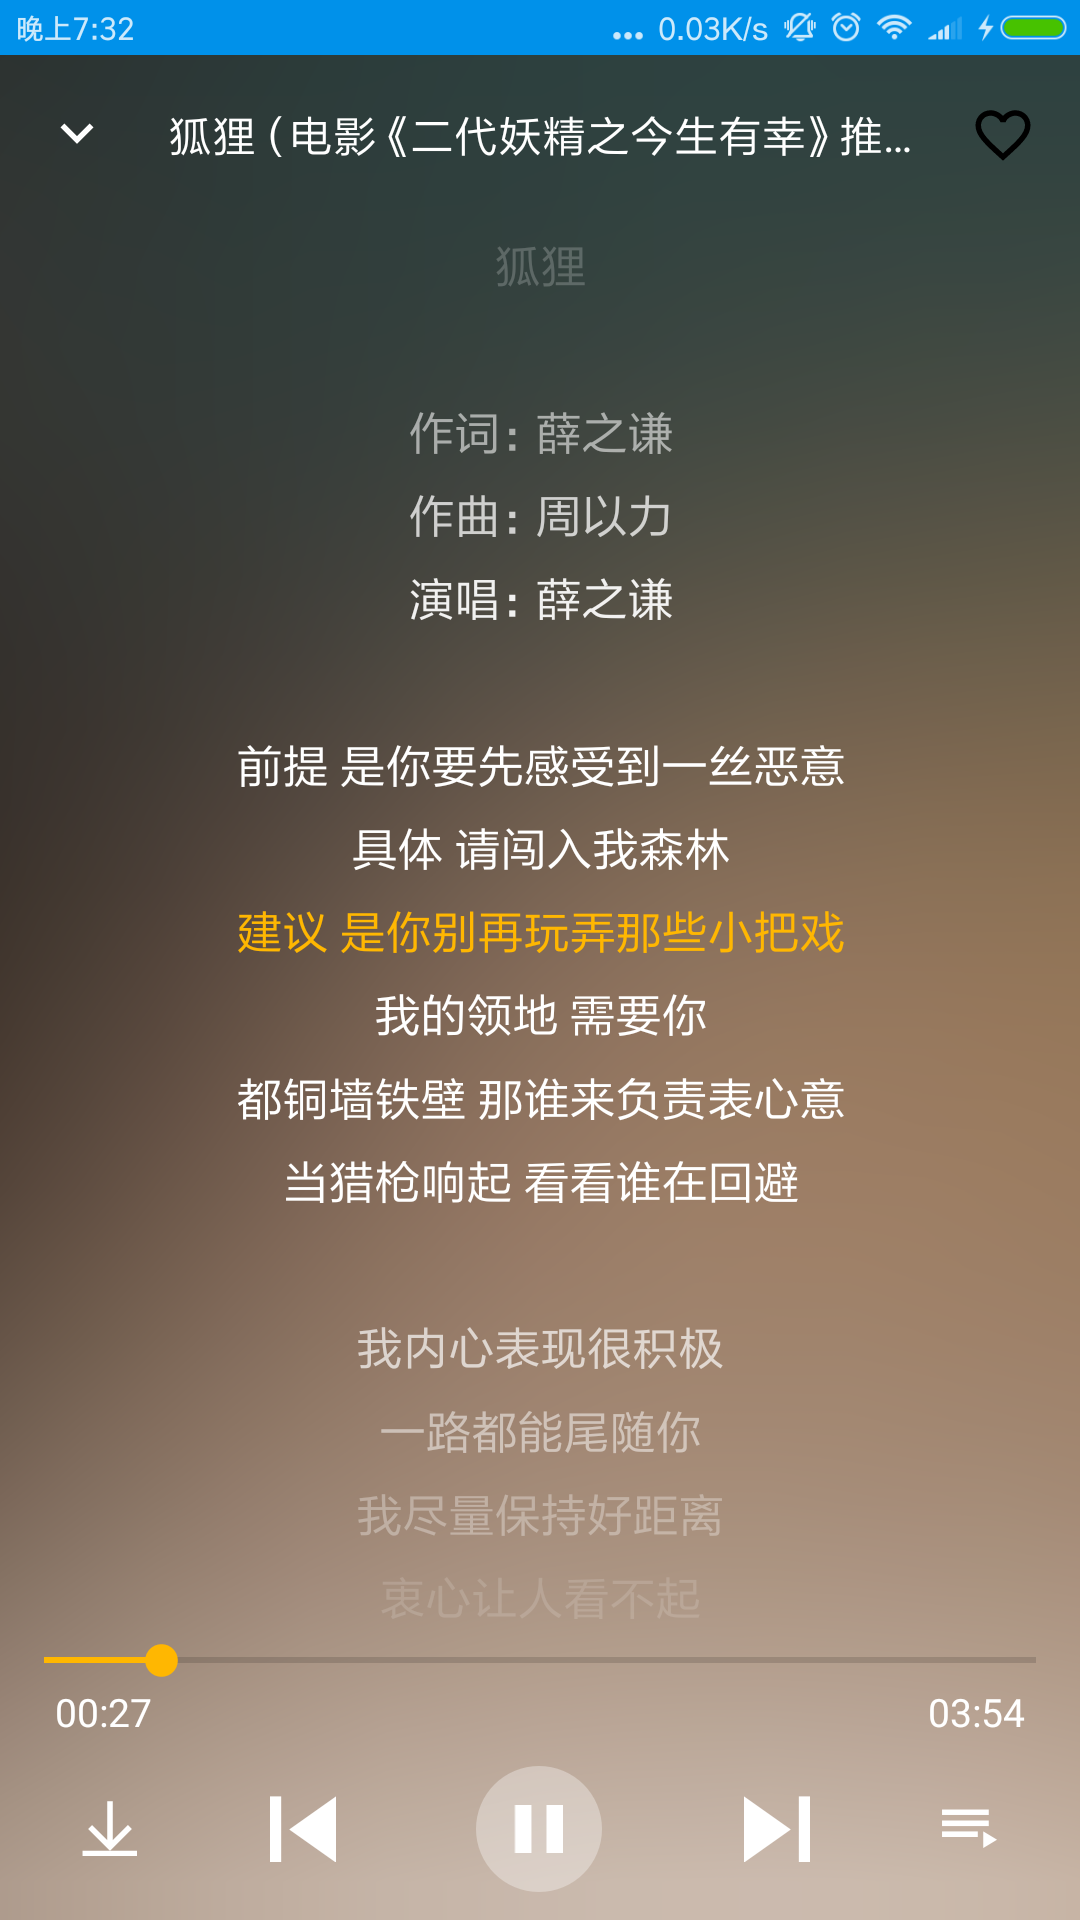 晚上7:32
... 0.03K/s
狐狸（电影《二代妖精之今生有幸》推...
狐狸
作词：薛之谦
作曲：周以力
演唱：薛之谦
前提 是你要先感受到一丝恶意
具体 请闯入我森林
建议 是你别再玩弄那些小把戏
我的领地 需要你
都铜墙铁壁 那谁来负责表心意
当猎枪响起 看看谁在回避
我内心表现很积极
一路都能尾随你
我尽量保持好距离
衷心让人看不起
00:27
03:54